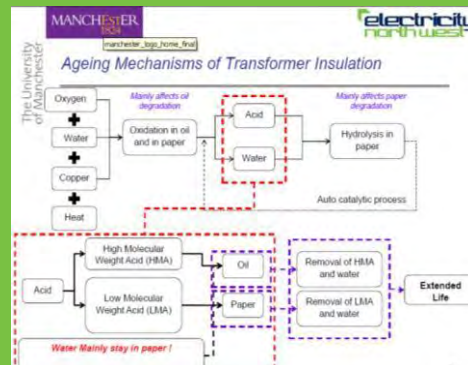 MANCHESTER
1824
manchester_logo_home_final
electricity
north west
The University
of Manchester
Ageing Mechanisms of Transformer Insulation
Oxygen
Water
Copper
Heat
Mainly affects oil
degradation
Oxidation in oil
and in paper
Acid
Water
Mainly affects paper
degradation
Hydrolysis in
paper
Auto catalytic process
Acid
High Molecular
Weight Acid (HMA)
Low Molecular
Weight Acid (LMA)
Oil
Paper
Removal of HMA
and water
Removal of LMA
and water
Extended
Life
Water Mainly stay in paper !